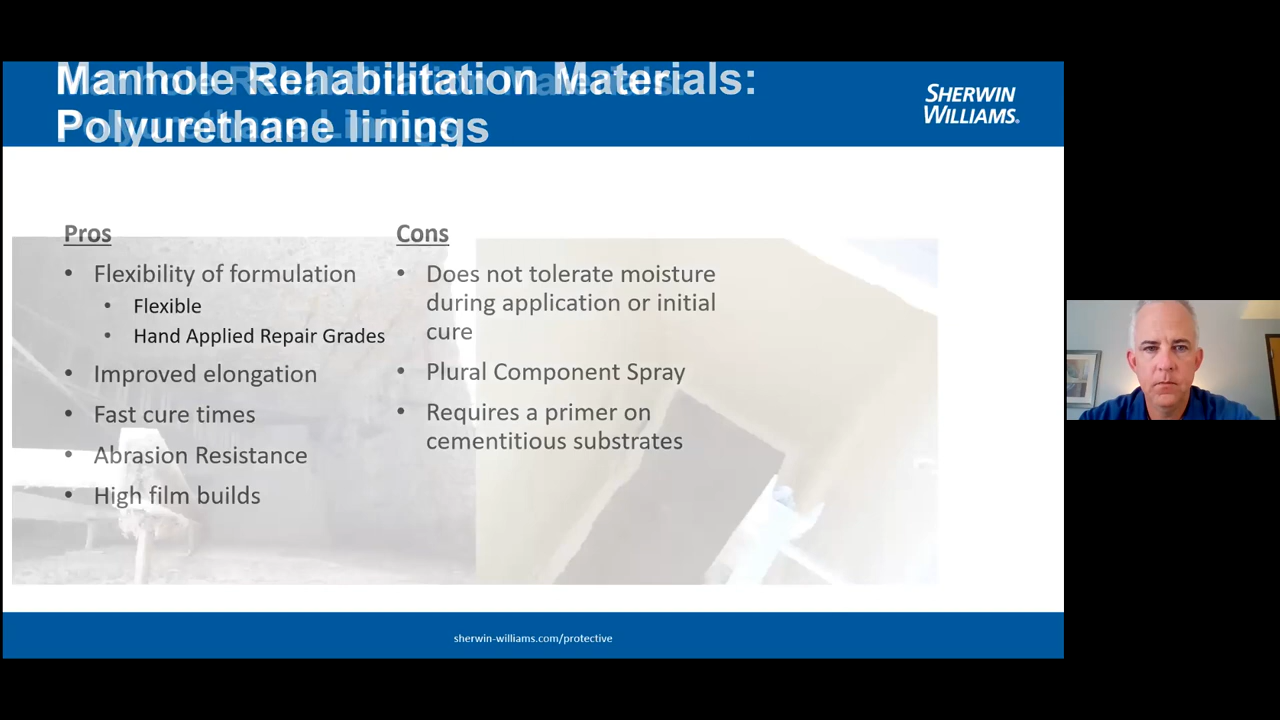 Manhole Rehabilitation Materials:
Polyurethane linings
SHERWIN
WILLIAMS.
Pros
• Flexibility of formulation
• Flexible
• Hand Applied Repair Grades
• Improved elongation
• Fast cure times
• Abrasion Resistance
• High film builds
Cons
• Does not tolerate moisture
during application or initial
cure
• Plural Component Spray
• Requires a primer on
cementitious substrates
sherwin-williams.com/protective